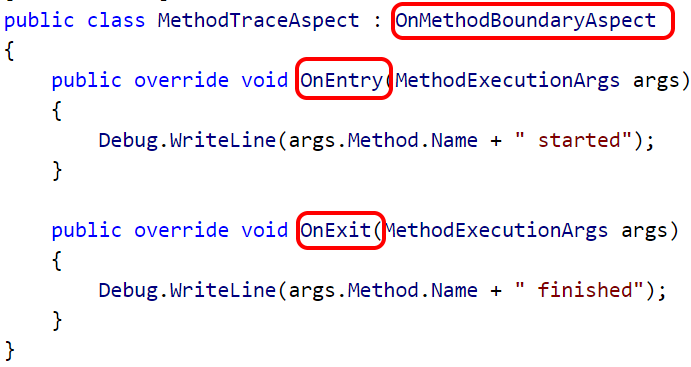 public class MethodTraceAspect : OnMethodBoundaryAspect
{
    public override void OnEntry(MethodExecutionArgs args)
    {
        Debug.WriteLine(args.Method.Name + " started");
    }

    public override void OnExit(MethodExecutionArgs args)
    {
        Debug.WriteLine(args.Method.Name + " finished");
    }
}